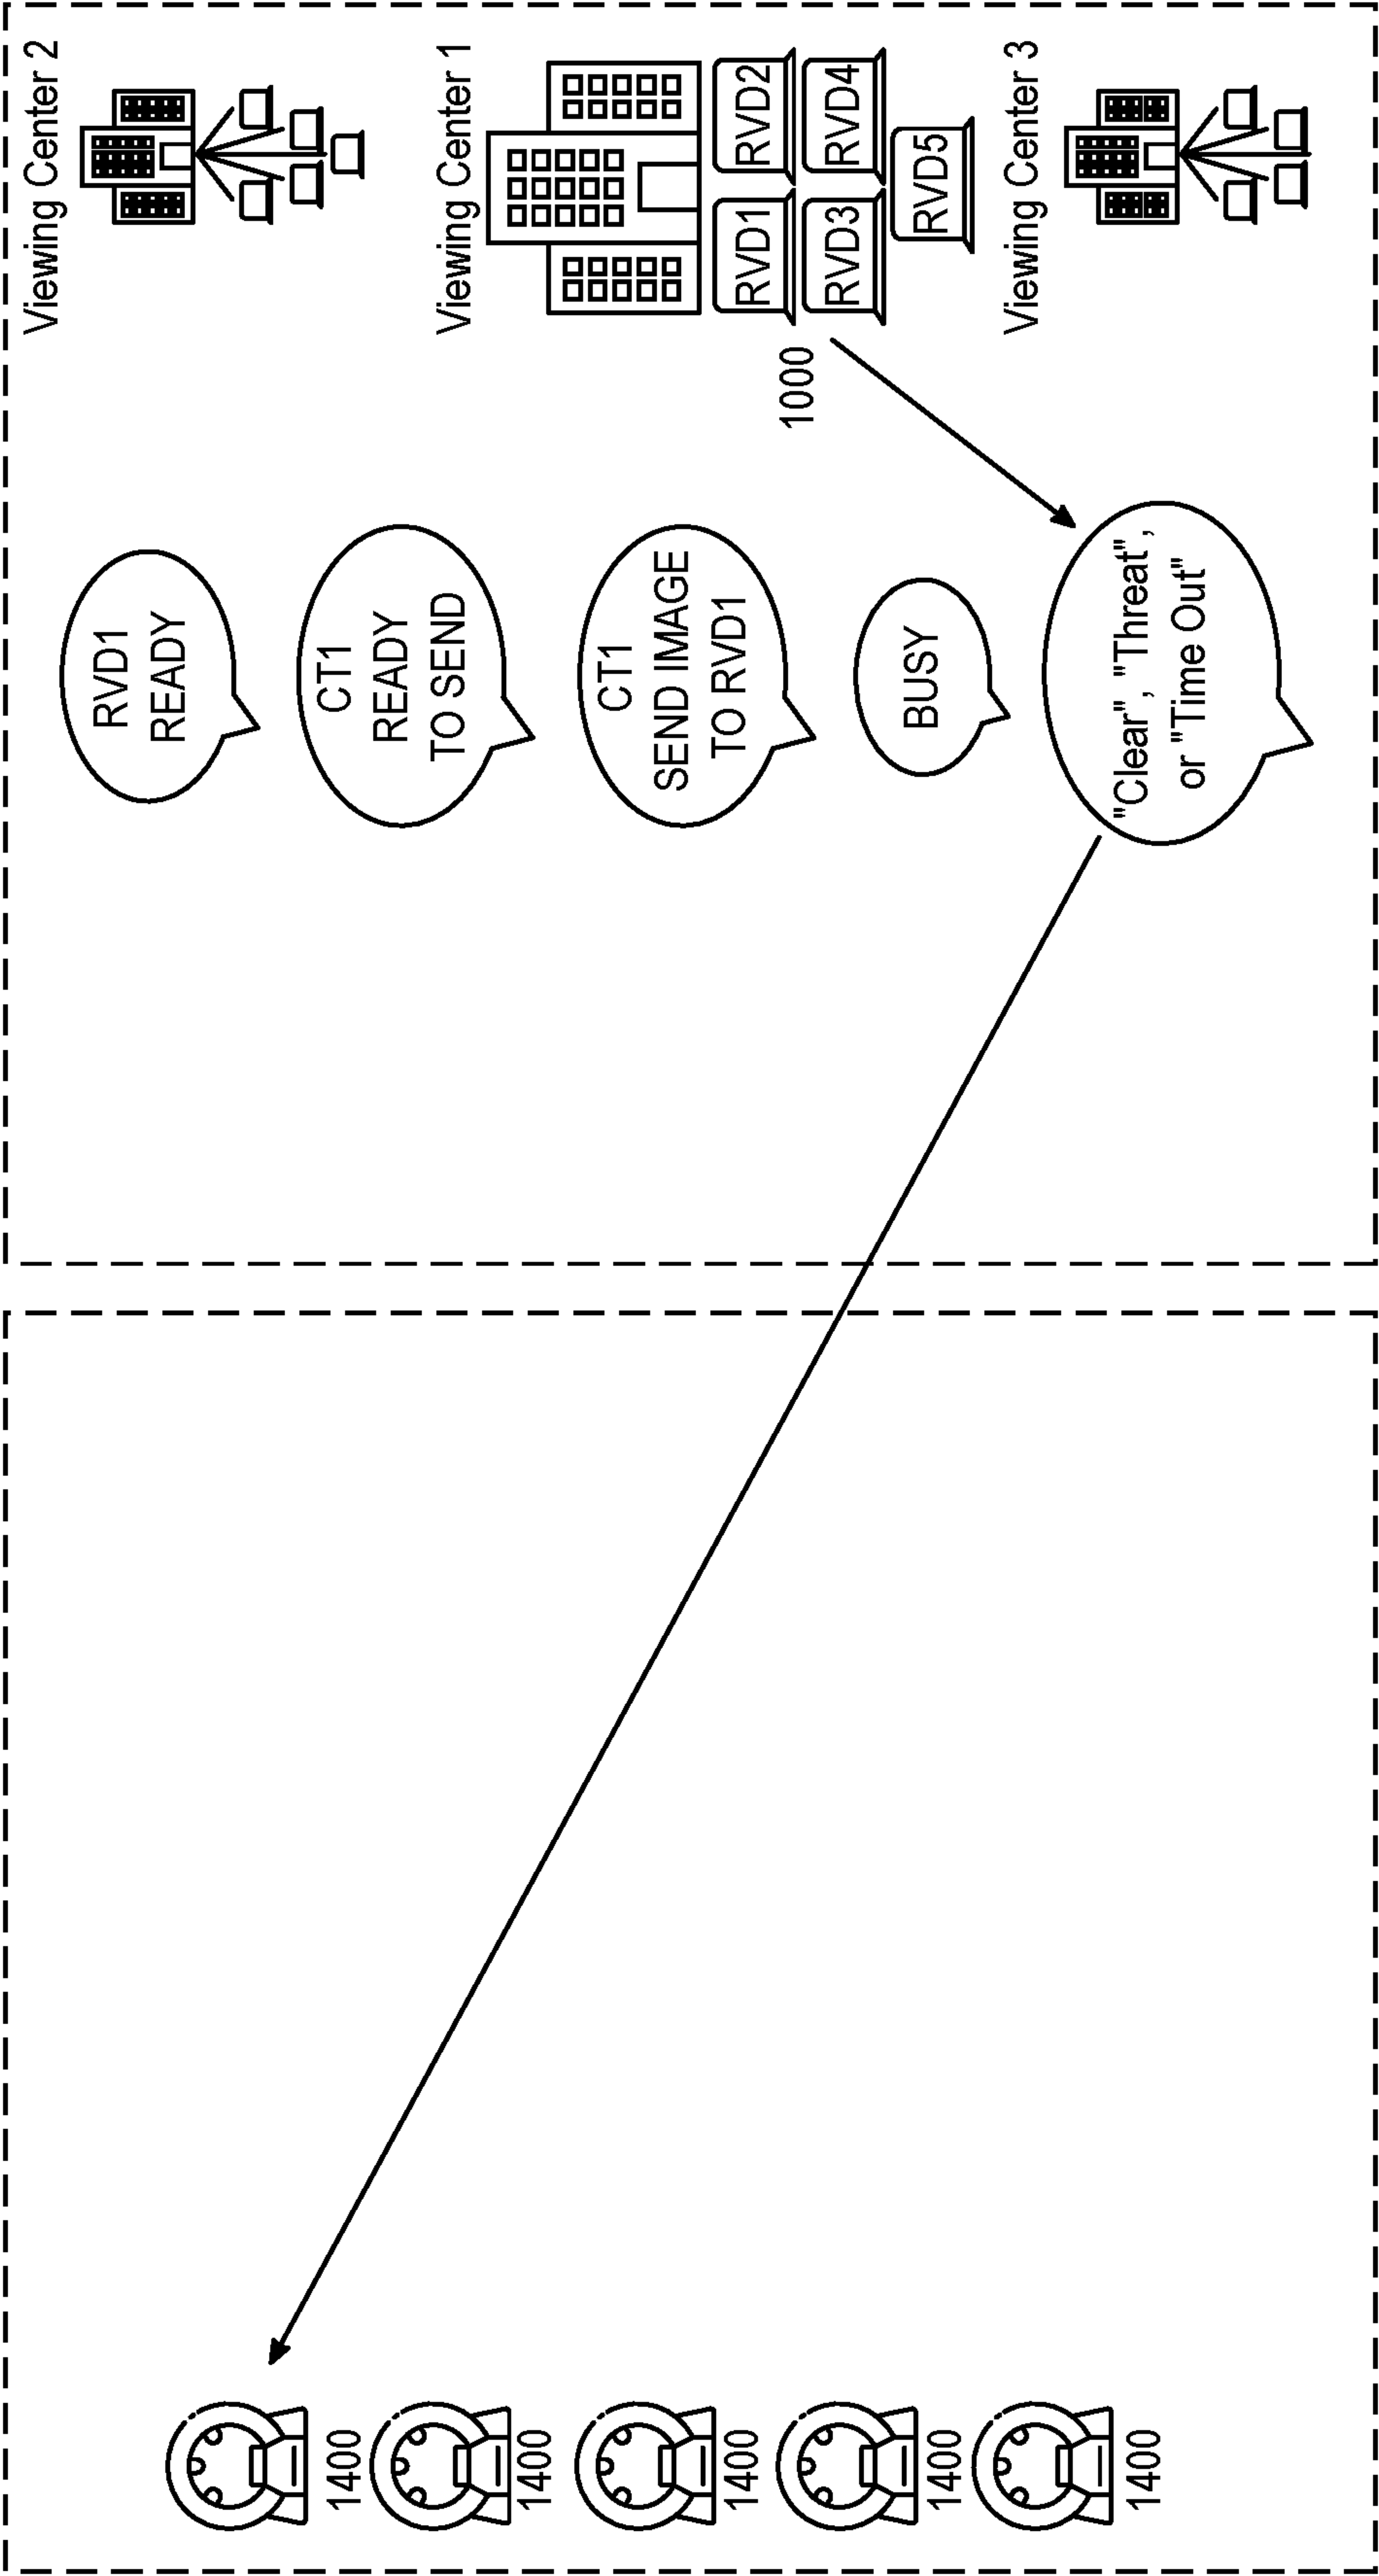 Viewing Center 2
Viewing Center 1
RVD1
RVD2
RVD3
RVD4
RVD5
1000
Viewing Center 3
RVD1
READY
CT1
READY
TO SEND
CT1
SEND IMAGE
TO RVD1
BUSY
"Clear", "Threat",
or "Time Out"
1400
1400
1400
1400
1400